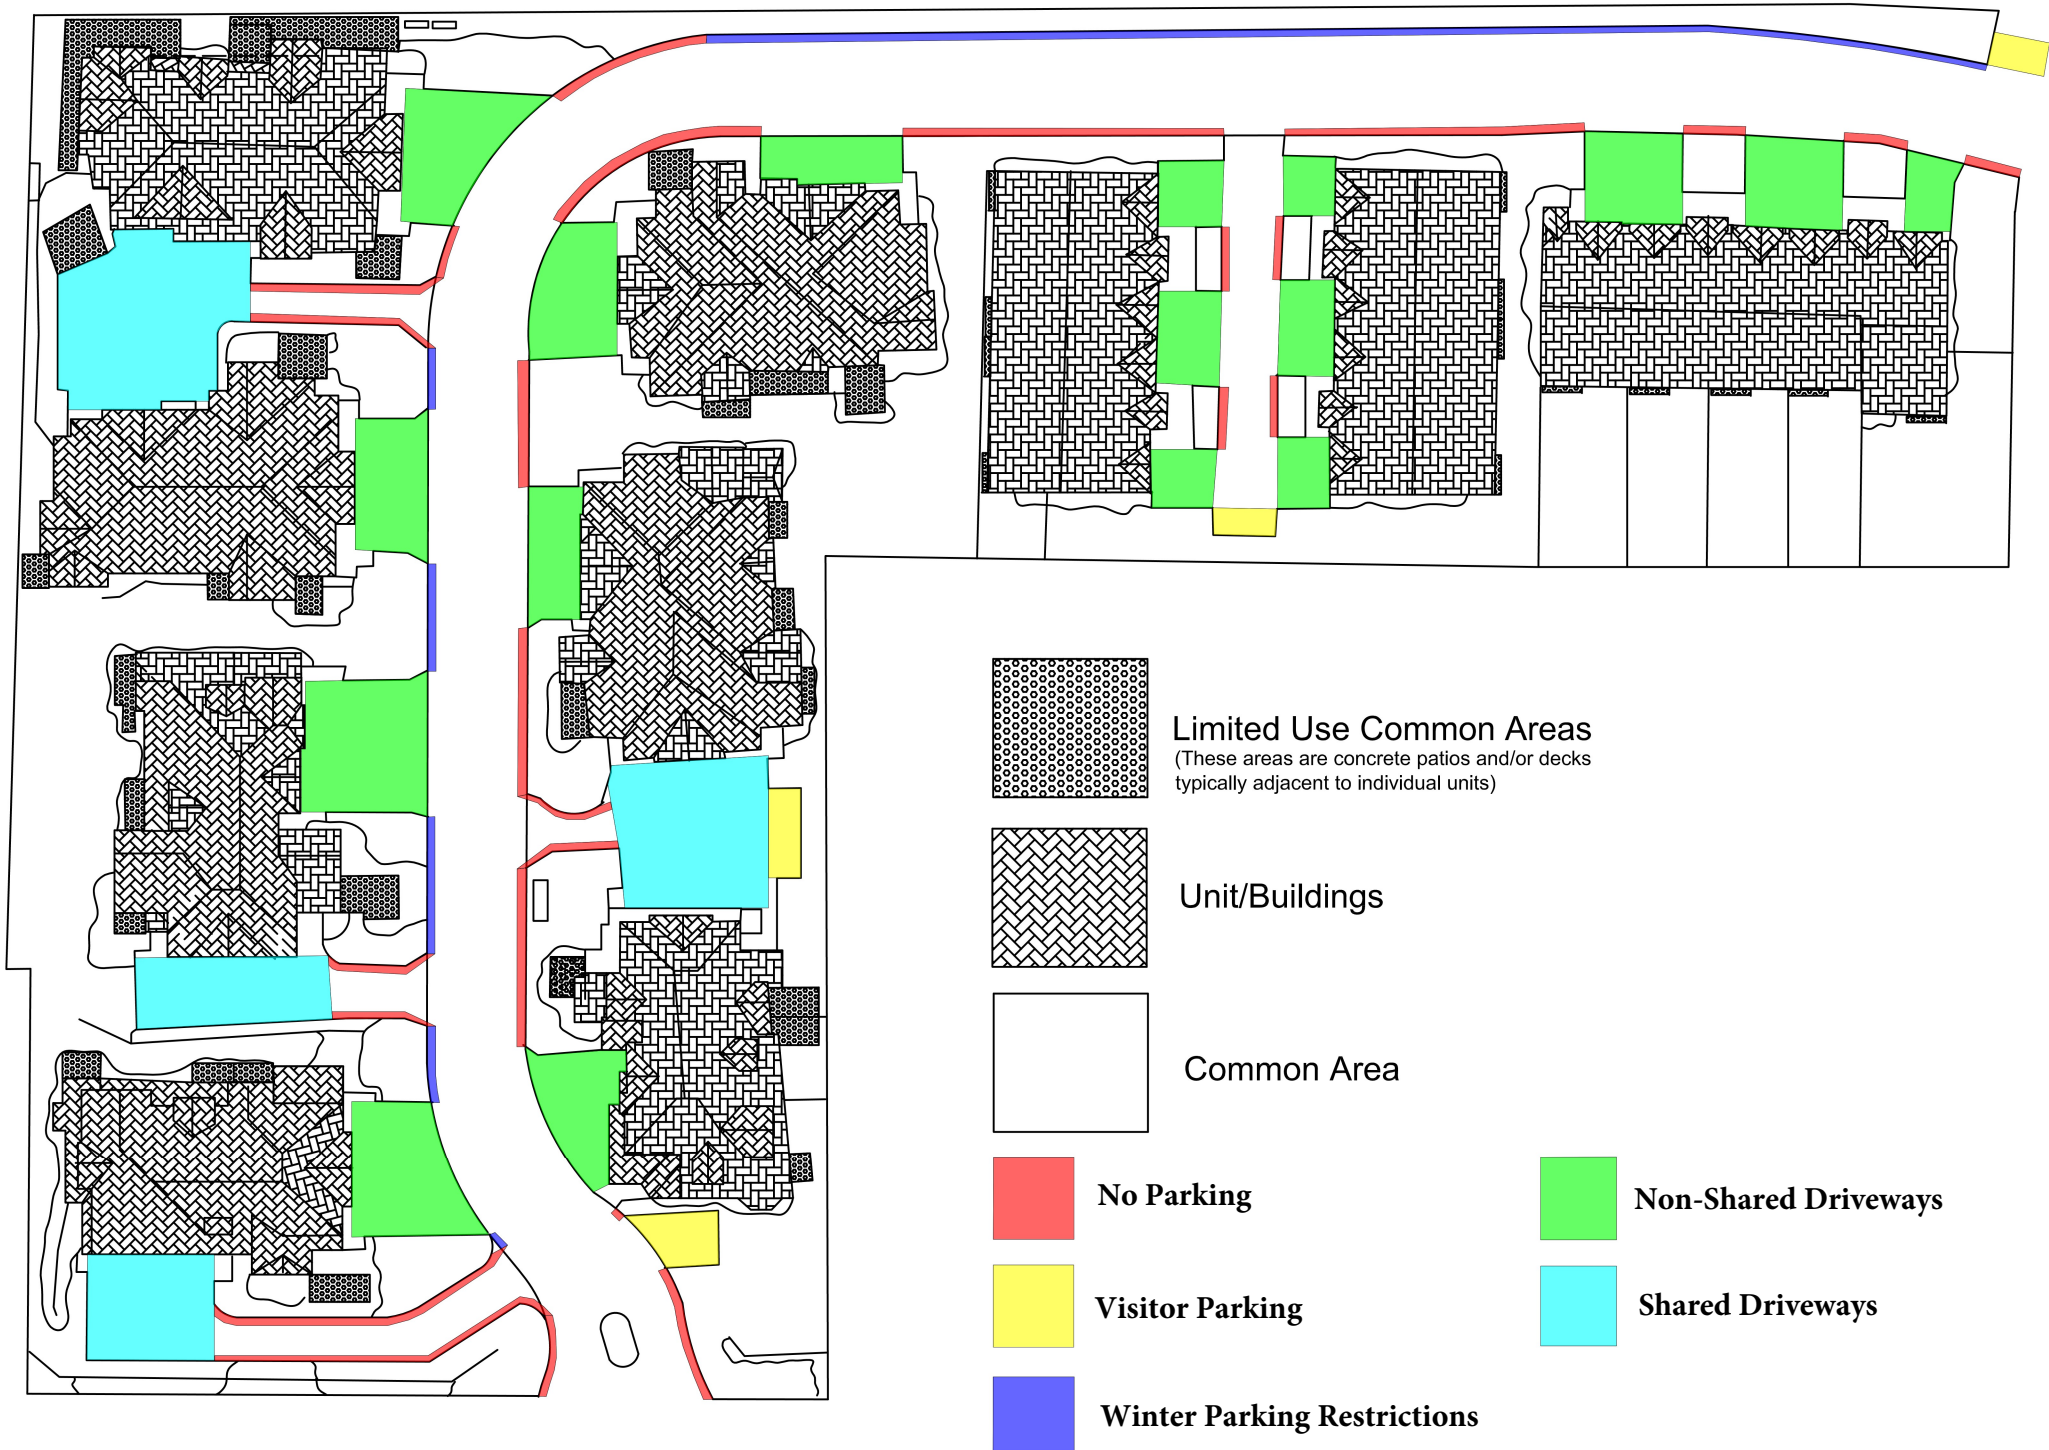 Limited Use Common Areas
(These areas are concrete patios and/or decks
typically adjacent to individual units)
Unit/Buildings
Common Area
No Parking
Non-Shared Driveways
Visitor Parking
Shared Driveways
Winter Parking Restrictions